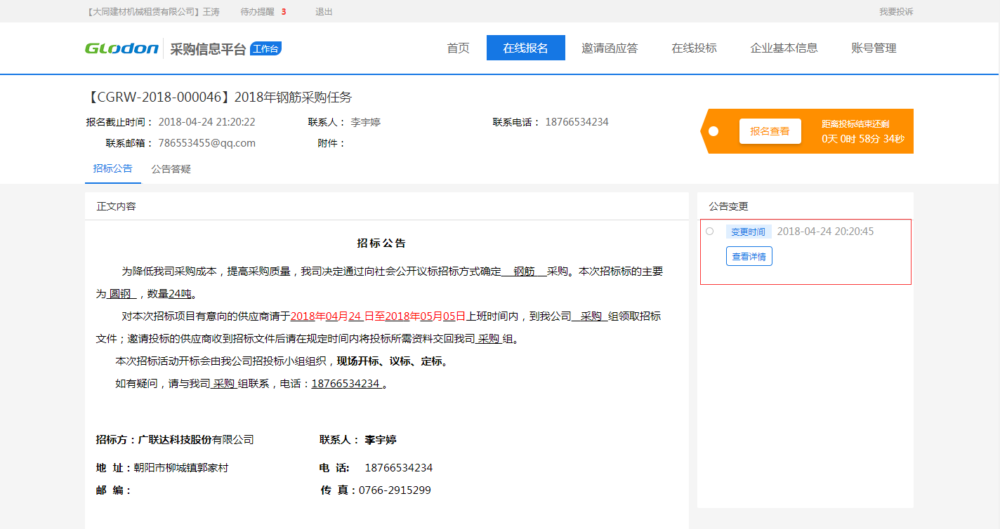 【大同建材机械租赁有限公司】王涛 待办提醒 3 退出 我要投诉
GLodon 采购信息平台 工作台 首页 在线报名 邀请函应答 在线投标 企业基本信息 账号管理
【CGRW-2018-000046】2018年钢筋采购任务
报名截止时间： 2018-04-24 21:20:22 联系人： 李宇婷 联系电话： 18766534234
联系邮箱： 786553455@qq.com 附件：
报名查看
距离投标结束还剩
0天 0时 58分 34秒
招标公告 公告答疑
正文内容
招标公告
为降低我司采购成本，提高采购质量，我司决定通过向社会公开议标招标方式确定 钢筋 采购。本次招标标的主要
为 圆钢 ，数量24吨。
对本次招标项目有意向的供应商请于2018年04月24 日至2018年05月05日上班时间内，到我公司 采购 组领取招标
文件；邀请投标的供应商收到招标文件后请在规定时间内将投标所需资料交回我司 采购 组。
本次招标活动开标会由我公司招投标小组组织，现场开标、议标、定标。
如有疑问，请与我司 采购 组联系，电话：18766534234 。
招标方：广联达科技股份有限公司 联系人： 李宇婷
地 址：朝阳市柳城镇郭家村 电 话: 18766534234
邮 编： 传 真：0766-2915299
公告变更
变更时间 2018-04-24 20:20:45
查看详情